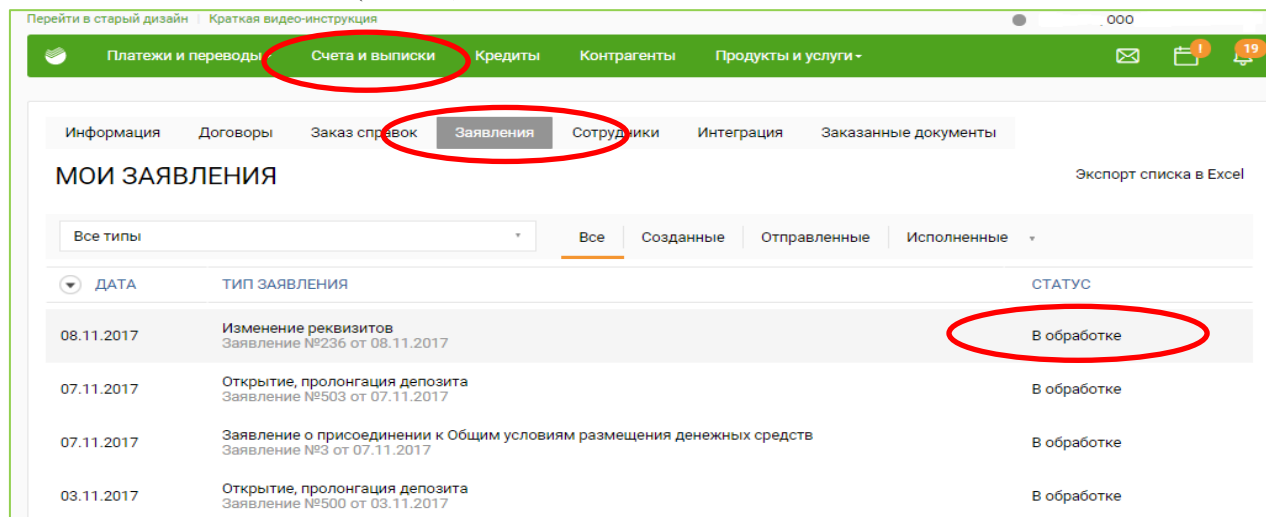 Перейти в старый дизайн | Краткая видео-инструкция ООО
Платежи и переводы Счета и выписки Кредиты Контрагенты Продукты и услуги ! 19
Информация Договоры Заказ справок Заявления Сотрудники Интеграция Заказанные документы
МОИ ЗАЯВЛЕНИЯ Экспорт списка в Excel
Все типы Все Созданные Отправленные Исполненные
ДАТА ТИП ЗАЯВЛЕНИЯ СТАТУС
08.11.2017 Изменение реквизитов В обработке
Заявление №236 от 08.11.2017
07.11.2017 Открытие, пролонгация депозита В обработке
Заявление №503 от 07.11.2017
07.11.2017 Заявление о присоединении к Общим условиям размещения денежных средств В обработке
Заявление №3 от 07.11.2017
03.11.2017 Открытие, пролонгация депозита В обработке
Заявление №500 от 03.11.2017